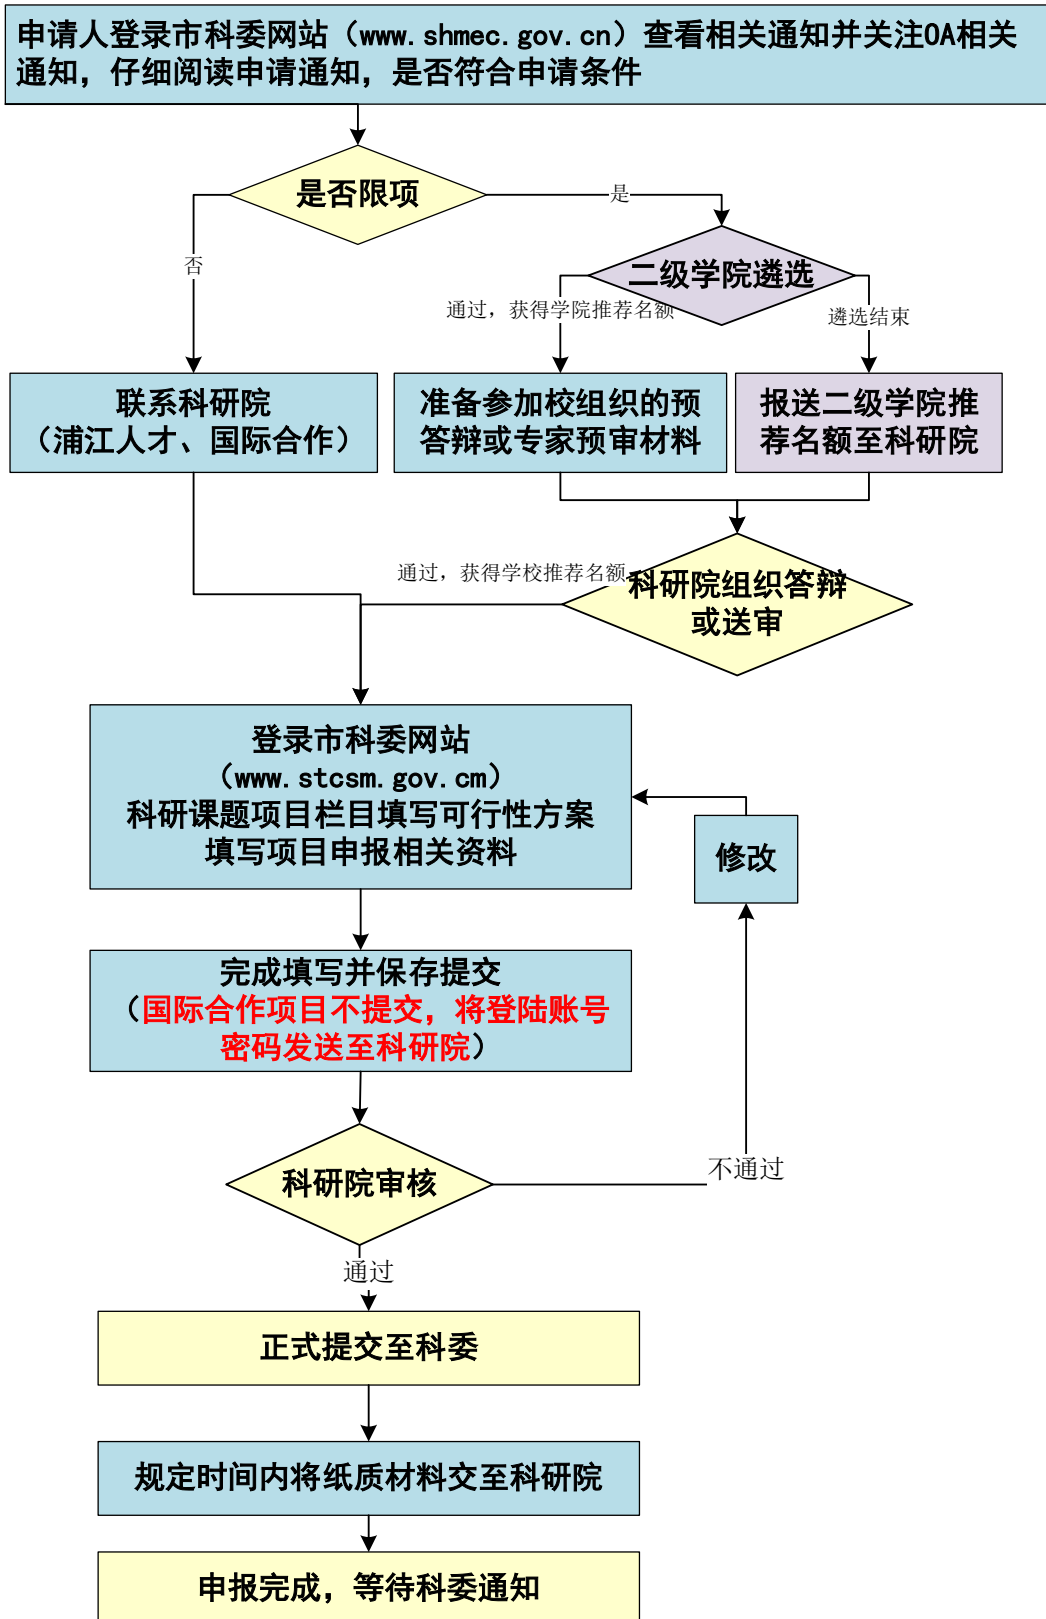 申请人登录市科委网站（www.shmec.gov.cn）查看相关通知并关注OA相关
通知，仔细阅读申请通知，是否符合申请条件
是否限项
是
否
二级学院遴选
通过，获得学院推荐名额
遴选结束
联系科研院
（浦江人才、国际合作）
准备参加校组织的预
答辩或专家预审材料
报送二级学院推
荐名额至科研院
通过，获得学校推荐名额
科研院组织答辩
或送审
登录市科委网站
（www.stcsm.gov.cm）
科研课题项目栏目填写可行性方案
填写项目申报相关资料
修改
完成填写并保存提交
（国际合作项目不提交，将登陆账号
密码发送至科研院）
科研院审核
不通过
通过
正式提交至科委
规定时间内将纸质材料交至科研院
申报完成，等待科委通知